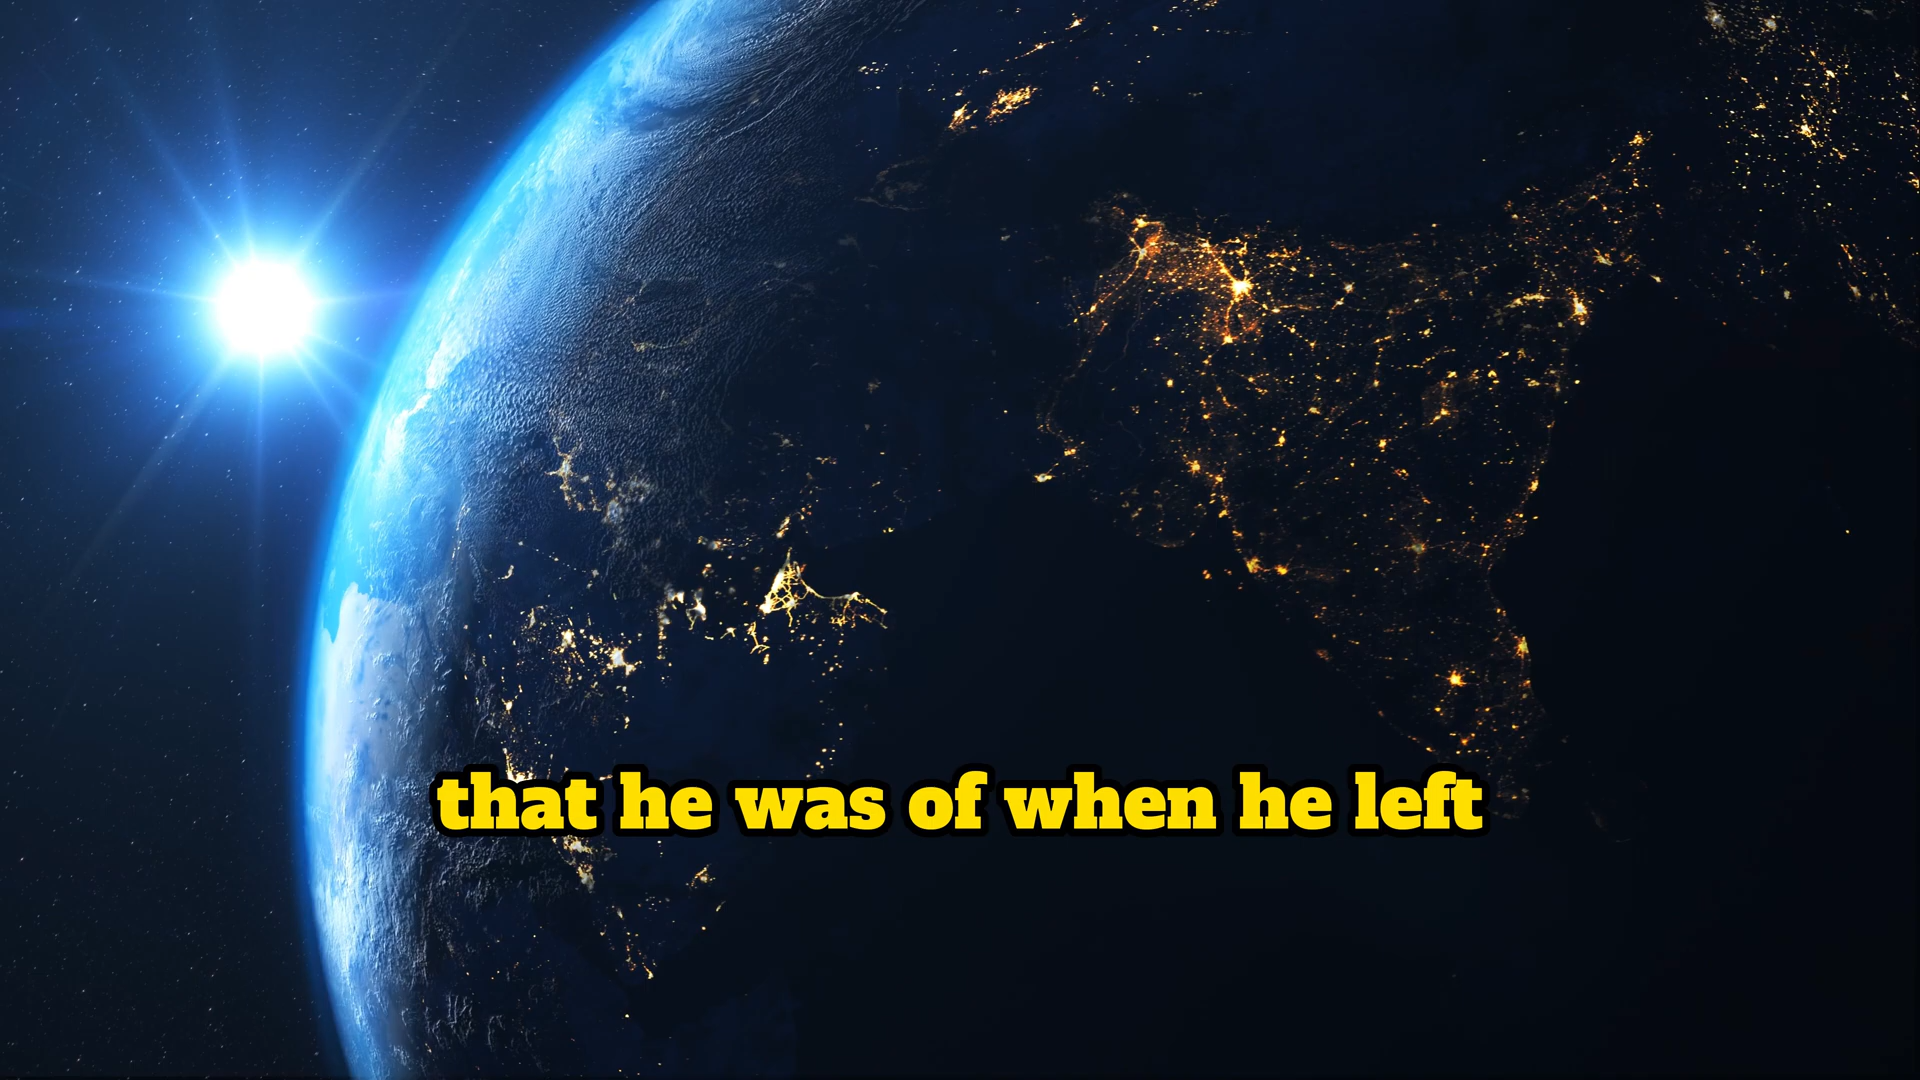 that he was of when he left